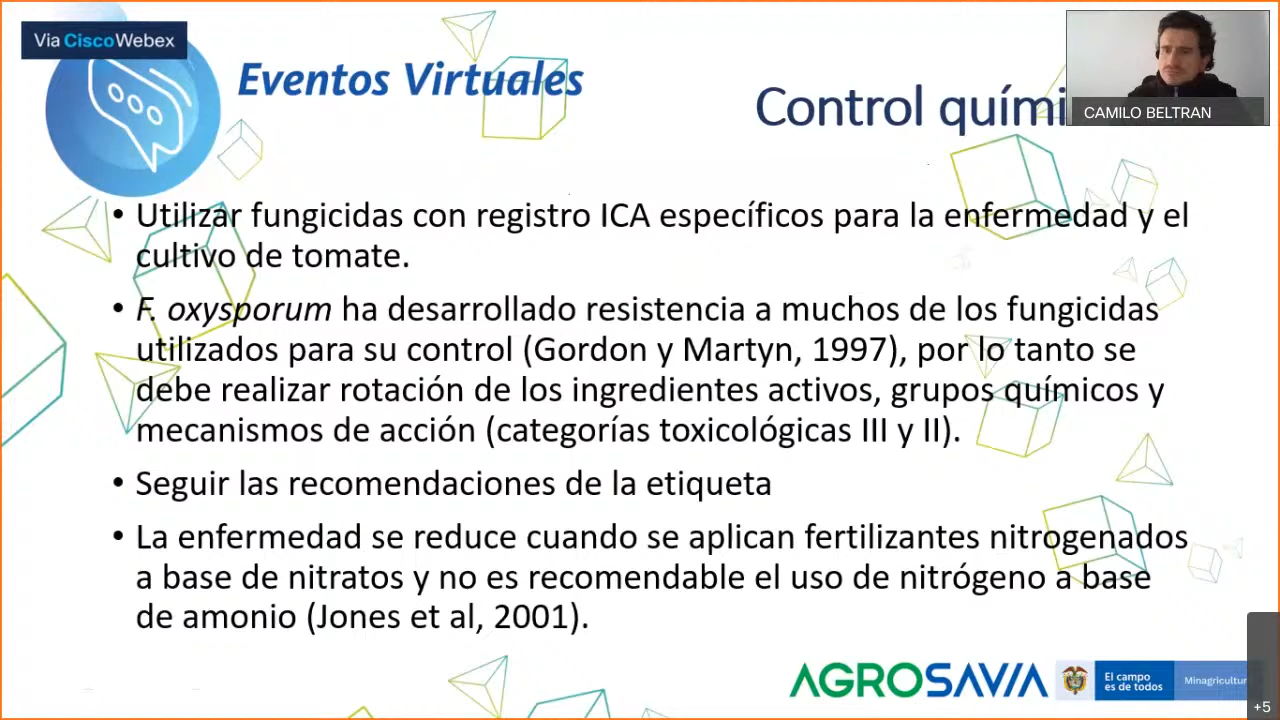 Vía CiscoWebex
Eventos Virtuales
Control quími
CAMILO BELTRAN
• Utilizar fungicidas con registro ICA específicos para la enfermedad y el
cultivo de tomate.
• F. oxysporum ha desarrollado resistencia a muchos de los fungicidas
utilizados para su control (Gordon y Martyn, 1997), por lo tanto se
debe realizar rotación de los ingredientes activos, grupos químicos y
mecanismos de acción (categorías toxicológicas III y II).
• Seguir las recomendaciones de la etiqueta
• La enfermedad se reduce cuando se aplican fertilizantes nitrogenados
a base de nitratos y no es recomendable el uso de nitrógeno a base
de amonio (Jones et al, 2001).
AGROSAVIA
El campo
es de todos
Minagricultur
+5